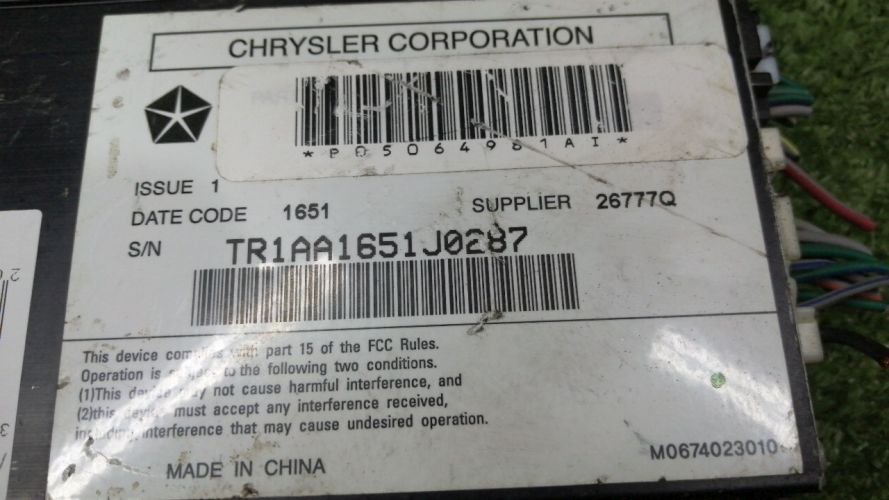 CHRYSLER CORPORATION
*P05064981AI*
ISSUE 1
DATE CODE 1651 SUPPLIER 26777Q
S/N TR1AA1651J0287
This device complies with part 15 of the FCC Rules.
Operation is subject to the following two conditions.
(1)This device may not cause harmful interference, and
(2)this device must accept any interference received,
including interference that may cause undesired operation.
MADE IN CHINA M0674023010